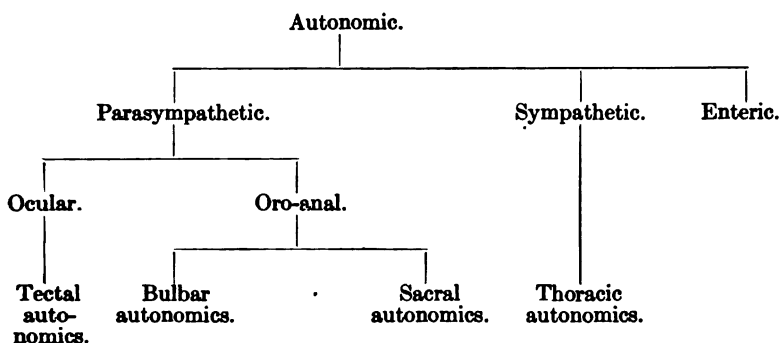 Autonomic.
Parasympathetic. Sympathetic. Enteric.
Ocular. Oro-anal.
Tectal Bulbar Sacral Thoracic
auto- autonomics. autonomics. autonomics.
nomics.